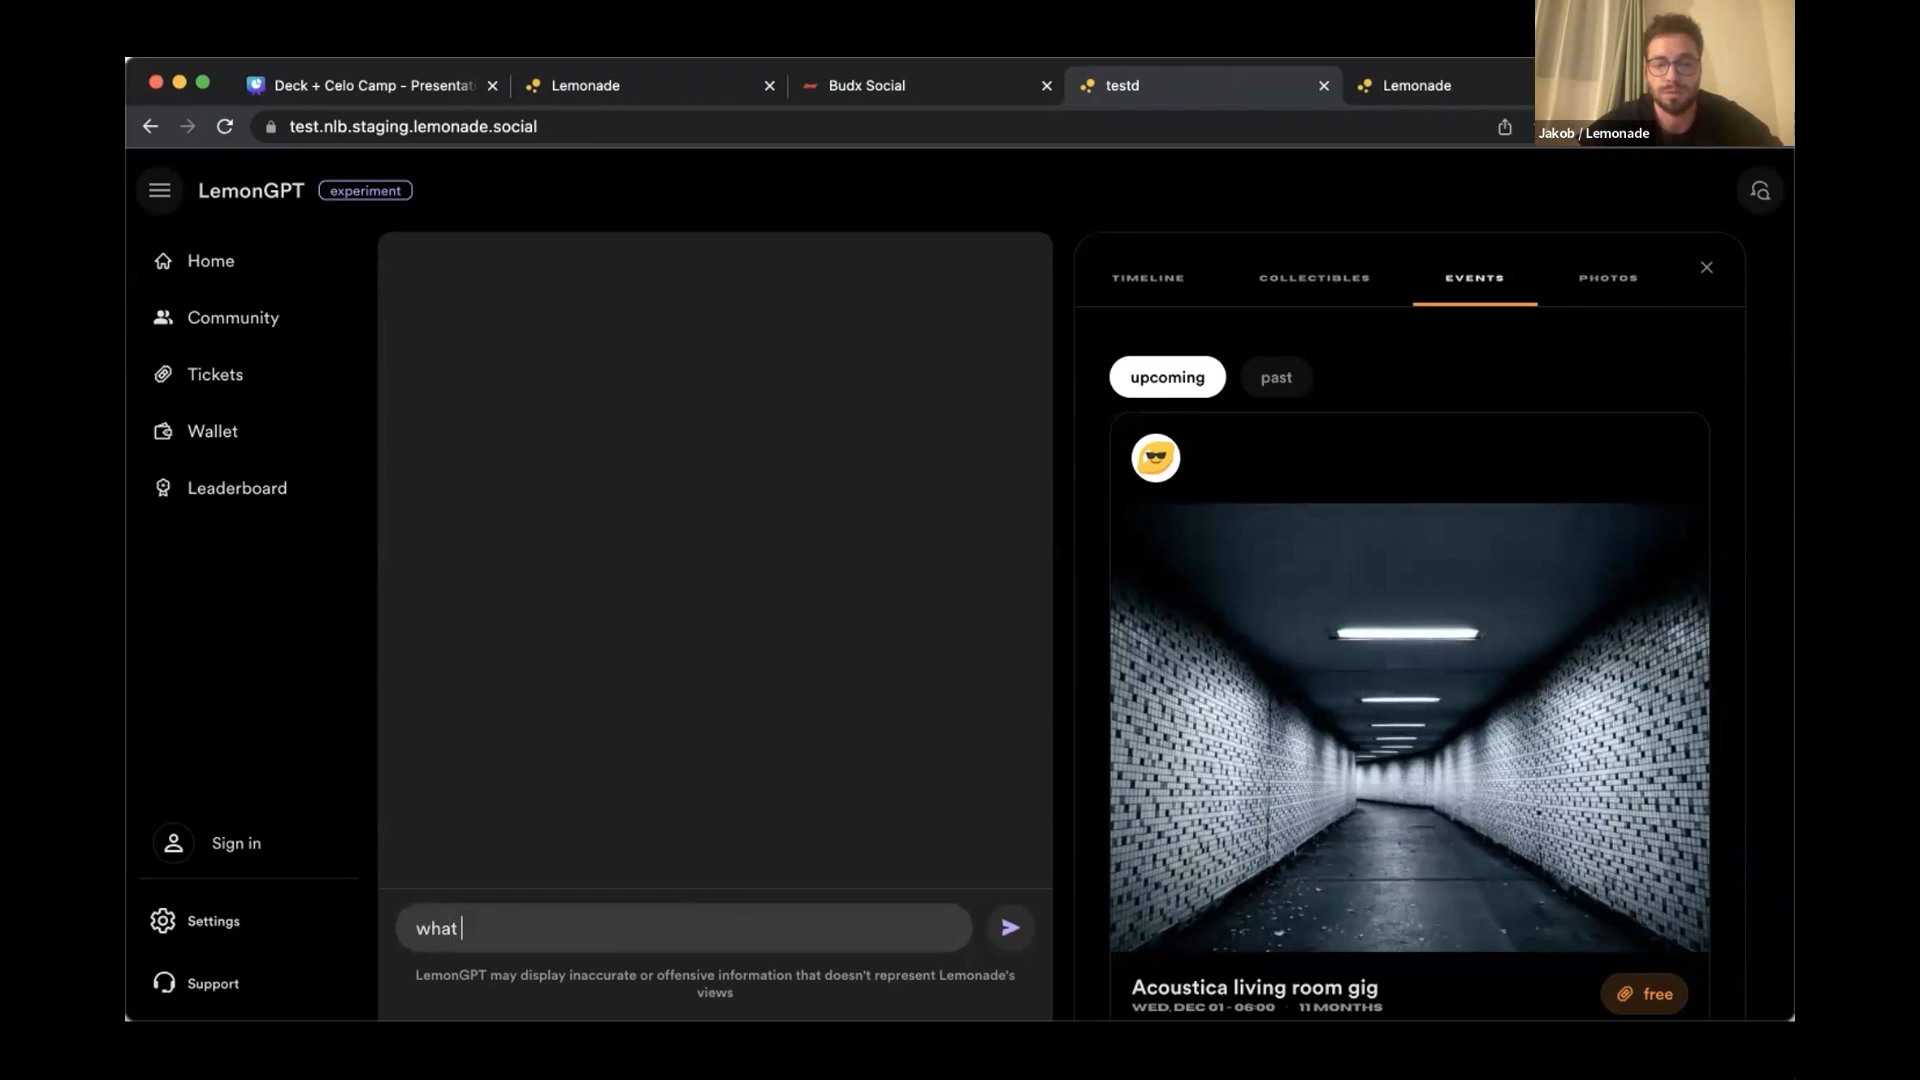 Deck + Celo Camp - Presentat
Lemonade
Budx Social
testd
Lemonade
test.nlb.staging.lemonade.social
Jakob / Lemonade
LemonGPT
experiment
Home
Community
Tickets
Wallet
Leaderboard
Sign in
Settings
Support
what
LemonGPT may display inaccurate or offensive information that doesn't represent Lemonade's
views
TIMELINE
COLLECTIBLES
EVENTS
PHOTOS
upcoming
past
Acoustica living room gig
WED, DEC 01 - 06:00 · 11 MONTHS
free